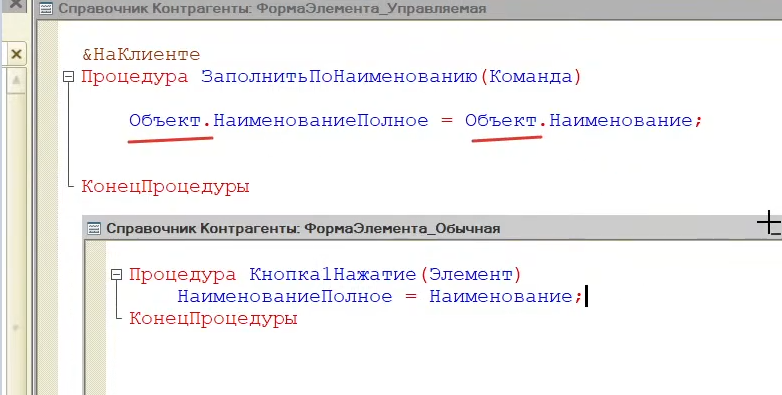 Справочник Контрагенты: ФормаЭлемента_Управляемая
&НаКлиенте
Процедура ЗаполнитьПоНаименованию(Команда)
Объект.НаименованиеПолное = Объект.Наименование;
КонецПроцедуры
Справочник Контрагенты: ФормаЭлемента_Обычная
Процедура Кнопка1Нажатие(Элемент)
НаименованиеПолное = Наименование;
КонецПроцедуры